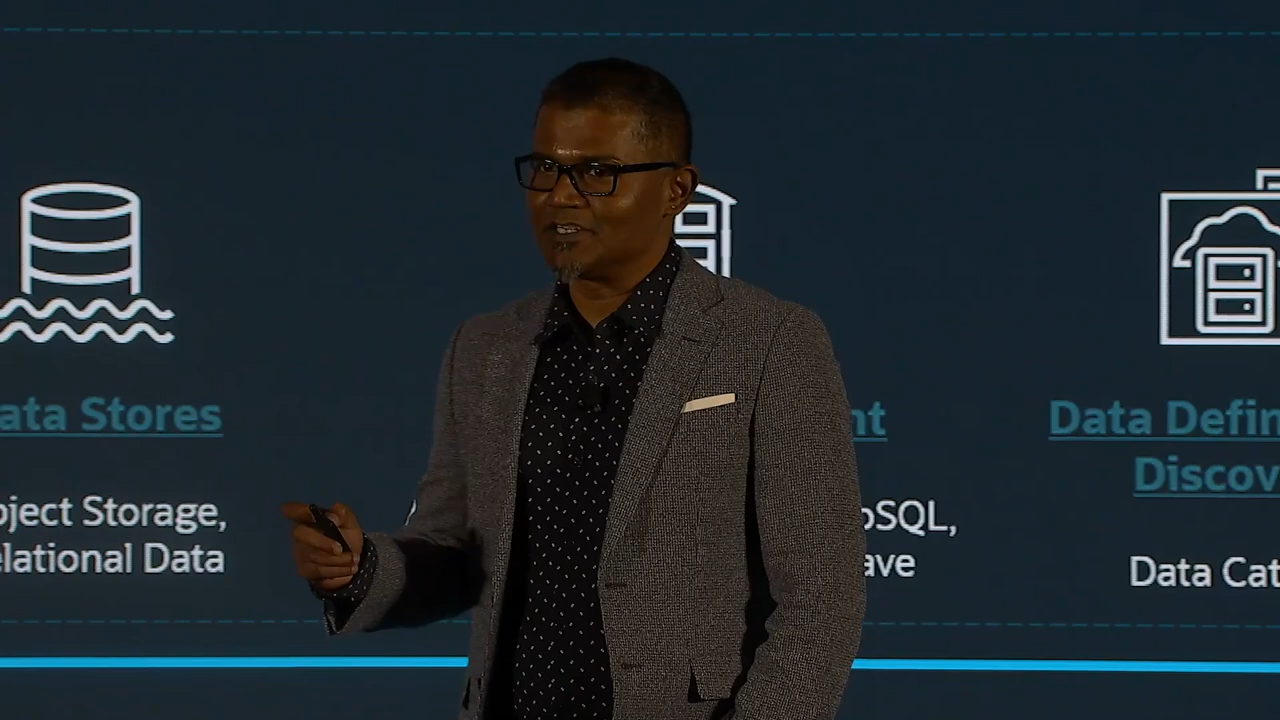 ata Stores
bject Storage,
elational Data
nt
oSQL,
ave
Data Defin
Discov
Data Cat